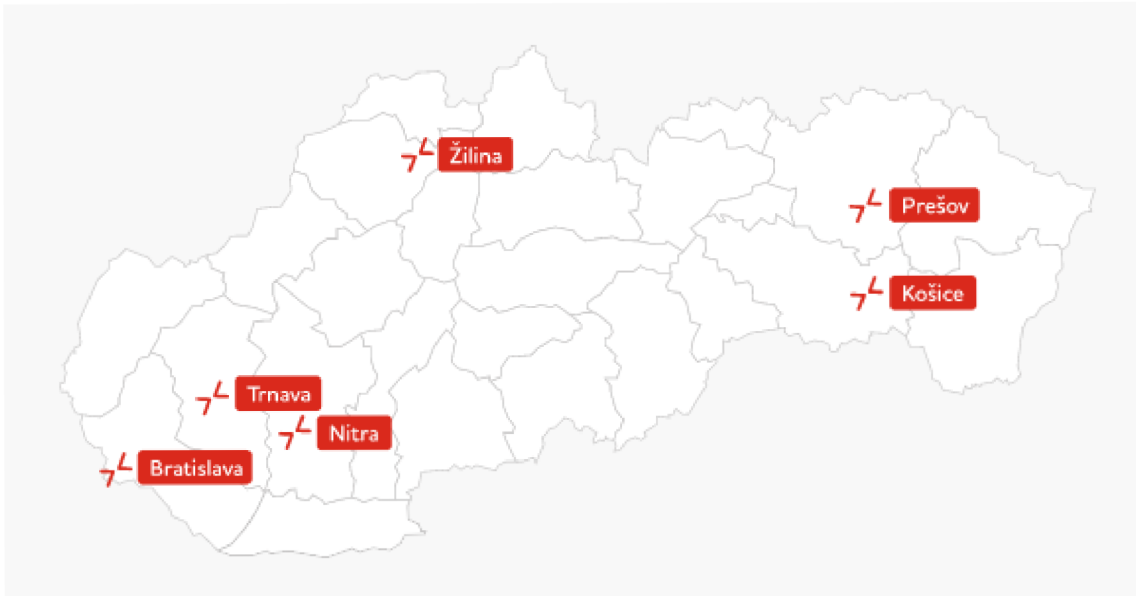 Žilina
Prešov
Košice
Trnava
Nitra
Bratislava